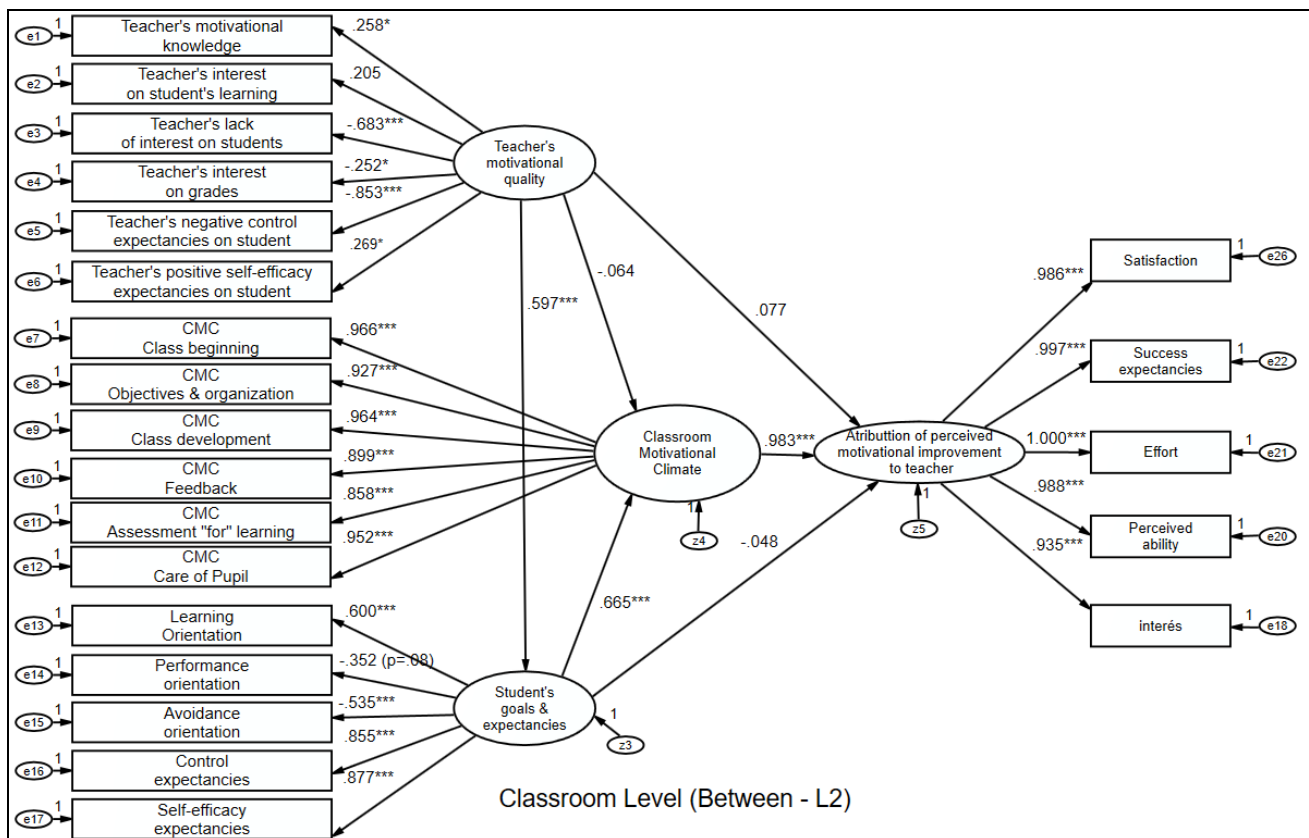 e1
1
Teacher's motivational
knowledge
.258*
e2
1
Teacher's interest
on student's learning
.205
e3
1
Teacher's lack
of interest on students
-.683***
e4
1
Teacher's interest
on grades
-.252*
e5
1
Teacher's negative control
expectancies on student
-.853***
e6
1
Teacher's positive self-efficacy
expectancies on student
.269*
Teacher's
motivational
quality
-.064
.077
.597***
e7
1
CMC
Class beginning
.966***
e8
1
CMC
Objectives & organization
.927***
e9
1
CMC
Class development
.964***
e10
1
CMC
Feedback
.899***
e11
1
CMC
Assessment "for" learning
.858***
e12
1
CMC
Care of Pupil
.952***
Classroom
Motivational
Climate
1
z4
.983***
Atributtion of perceived
motivational improvement
to teacher
1
z5
.665***
-.048
e13
1
Learning
Orientation
.600***
e14
1
Performance
orientation
-.352 (p=.08)
e15
1
Avoidance
orientation
-.535***
e16
1
Control
expectancies
.855***
e17
1
Self-efficacy
expectancies
.877***
Student's
goals &
expectancies
1
z3
.986***
Satisfaction
1
e26
.997***
Success
expectancies
1
e22
1.000***
Effort
1
e21
.988***
Perceived
ability
1
e20
.935***
interés
1
e18
Classroom Level (Between - L2)